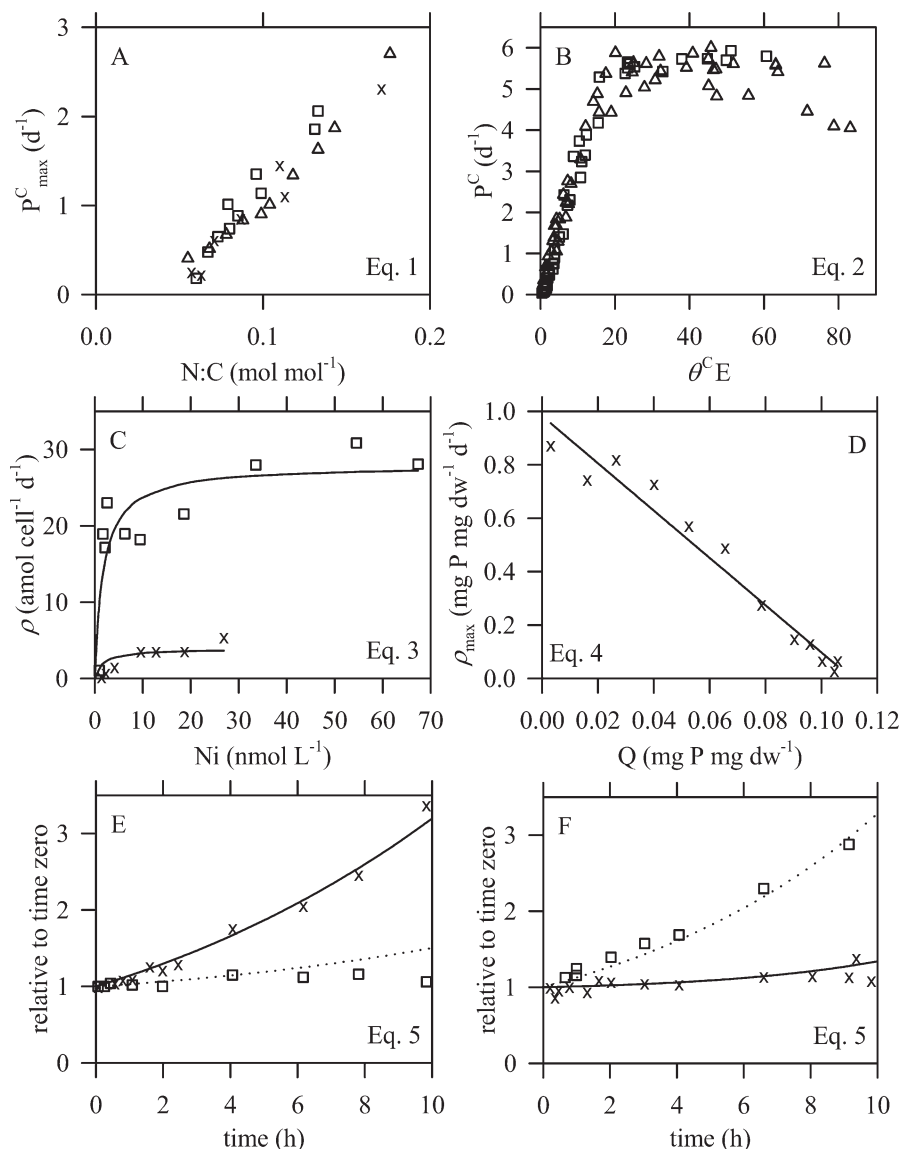 A
3
2
1
0
P^C_max (d^-1)
Eq. 1
0.0 0.1 0.2
N:C (mol mol^-1)
B
6
5
4
3
2
1
0
P^C (d^-1)
Eq. 2
0 20 40 60 80
θ^C E
C
30
20
10
0
ρ (amol cell^-1 d^-1)
Eq. 3
0 10 20 30 40 50 60 70
Ni (nmol L^-1)
D
1.0
0.8
0.6
0.4
0.2
0.0
ρ_max (mg P mg dw^-1 d^-1)
Eq. 4
0.00 0.02 0.04 0.06 0.08 0.10 0.12
Q (mg P mg dw^-1)
E
3
2
1
0
relative to time zero
Eq. 5
0 2 4 6 8 10
time (h)
F
3
2
1
0
relative to time zero
Eq. 5
0 2 4 6 8 10
time (h)